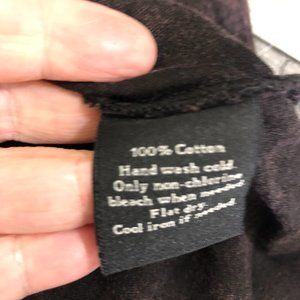 100% Cotton
Hand wash cold.
Only non-chlorine
bleach when needed.
Flat dry.
Cool iron if needed.